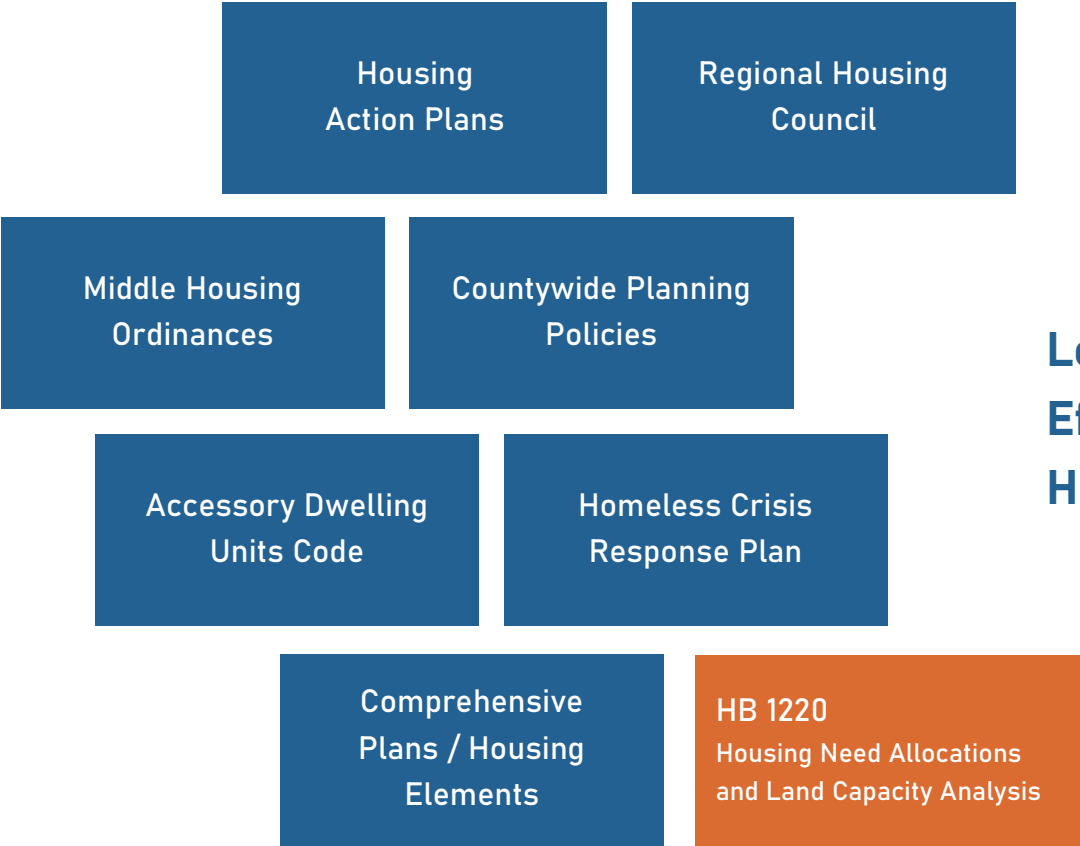 Housing
Action Plans
Regional Housing
Council
Middle Housing
Ordinances
Countywide Planning
Policies
Accessory Dwelling
Units Code
Homeless Crisis
Response Plan
Comprehensive
Plans / Housing
Elements
HB 1220
Housing Need Allocations
and Land Capacity Analysis